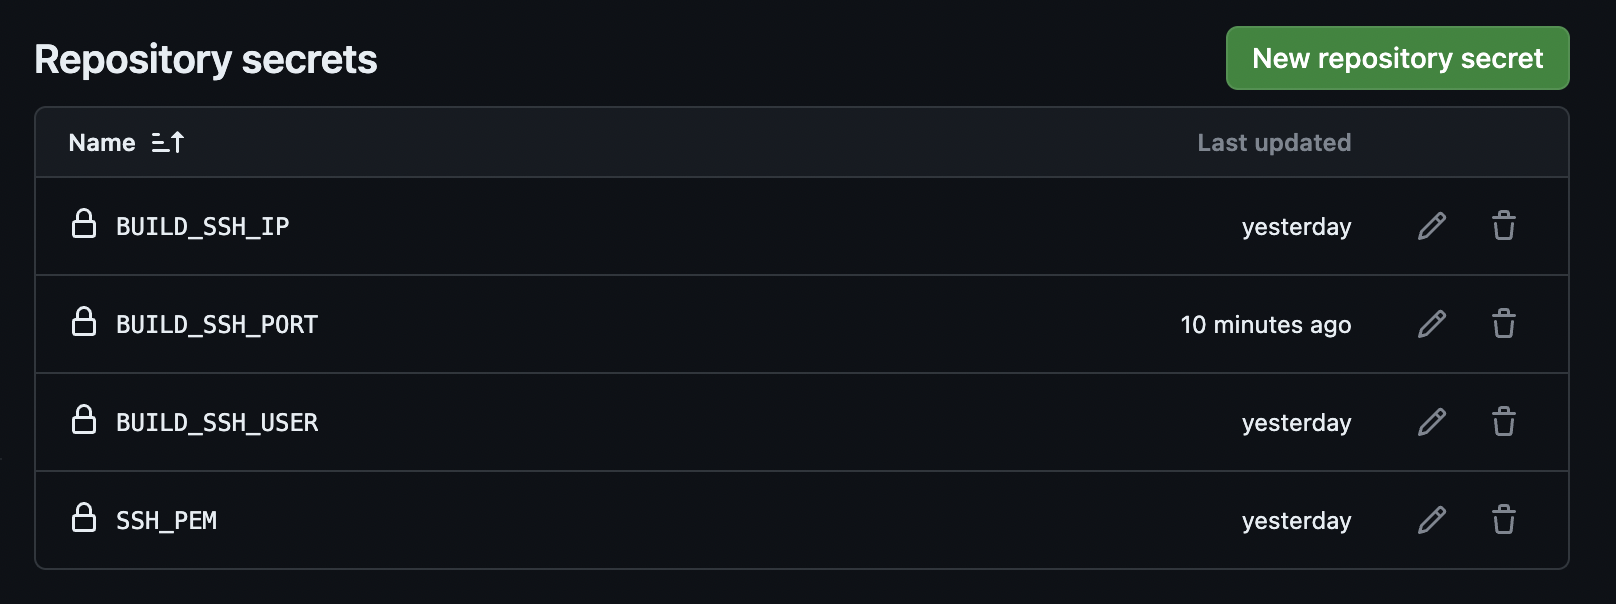 Repository secrets
New repository secret
Name
Last updated
BUILD_SSH_IP
yesterday
BUILD_SSH_PORT
10 minutes ago
BUILD_SSH_USER
yesterday
SSH_PEM
yesterday